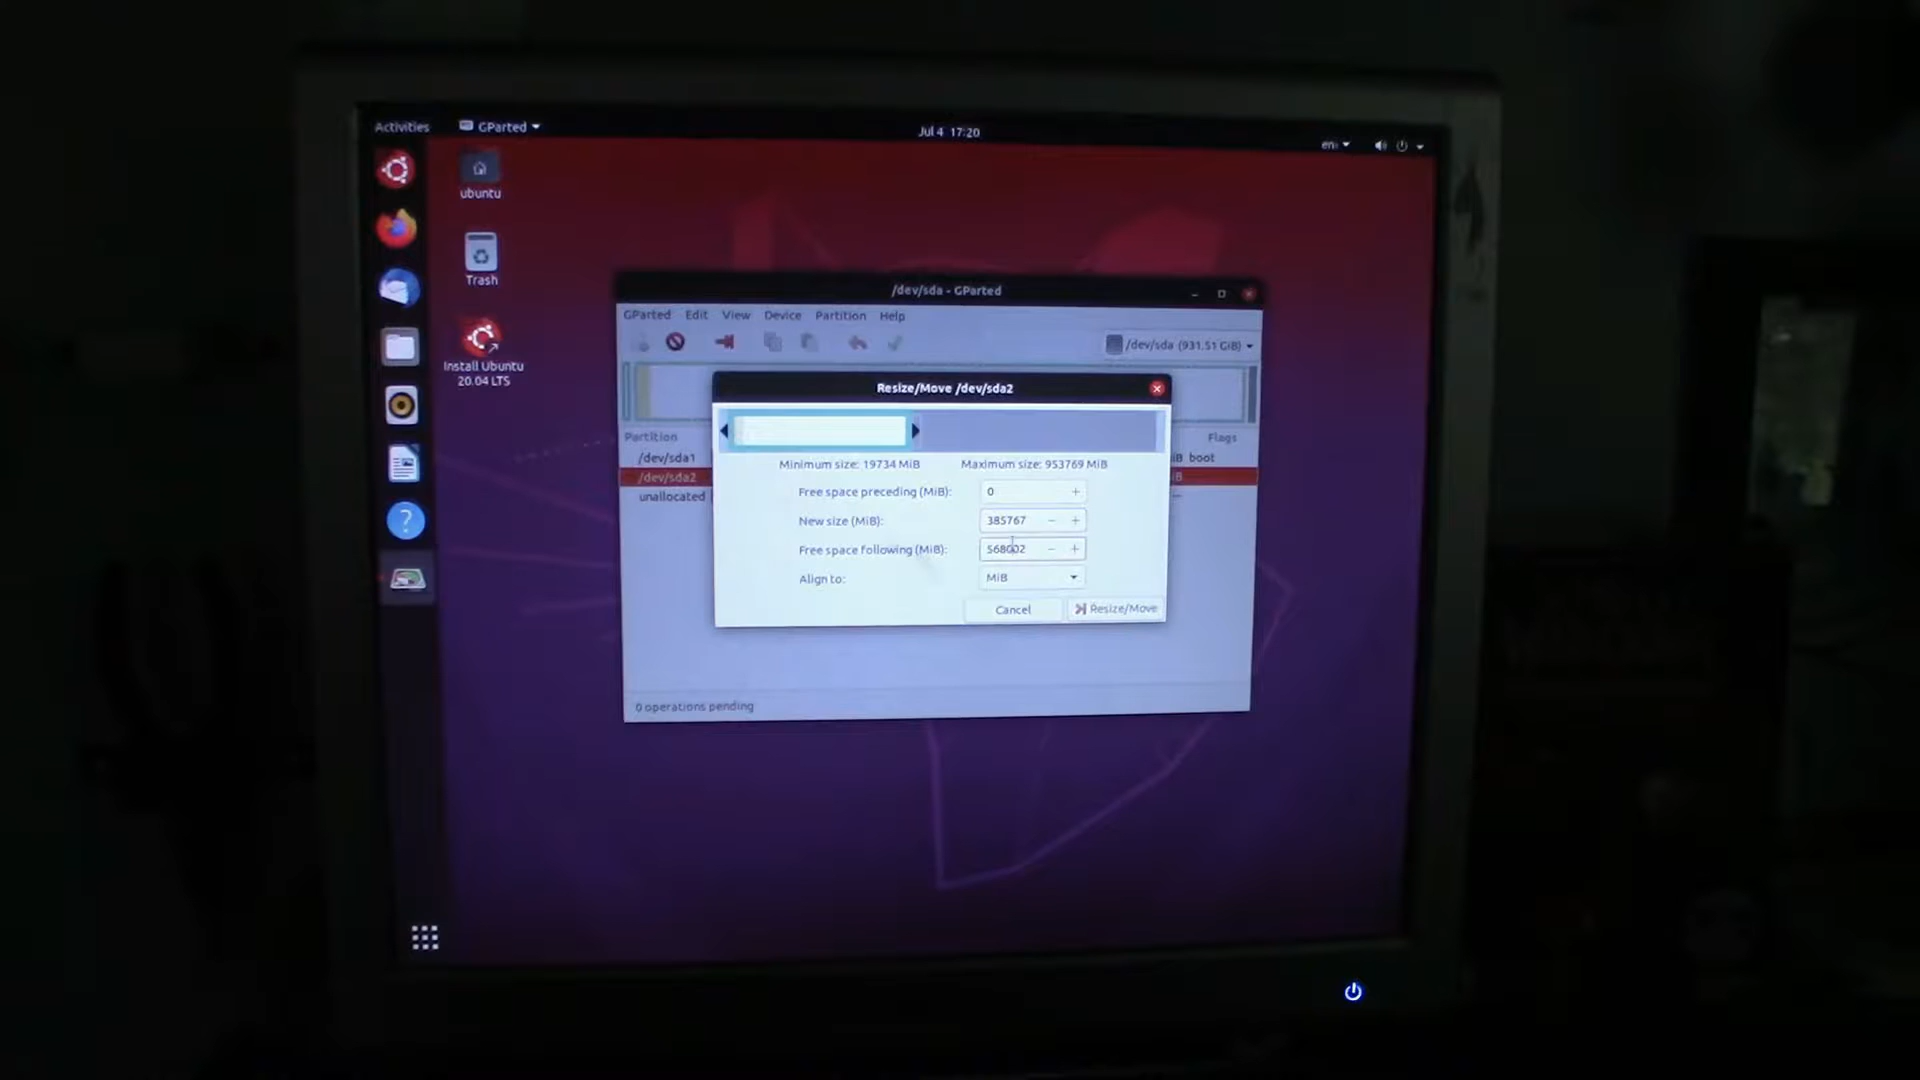 Activities
GParted
Jul 4 17:20
en
ubuntu
Trash
Install Ubuntu
20.04 LTS
/dev/sda - GParted
GParted Edit View Device Partition Help
/dev/sda (931.51 GiB)
Resize/Move /dev/sda2
Partition
Flags
/dev/sda1
iB boot
/dev/sda2
iB
unallocated
Minimum size: 19734 MiB
Maximum size: 953769 MiB
Free space preceding (MiB): 0 +
New size (MiB): 385767 − +
Free space following (MiB): 568002 − +
Align to: MiB
Cancel
Resize/Move
0 operations pending